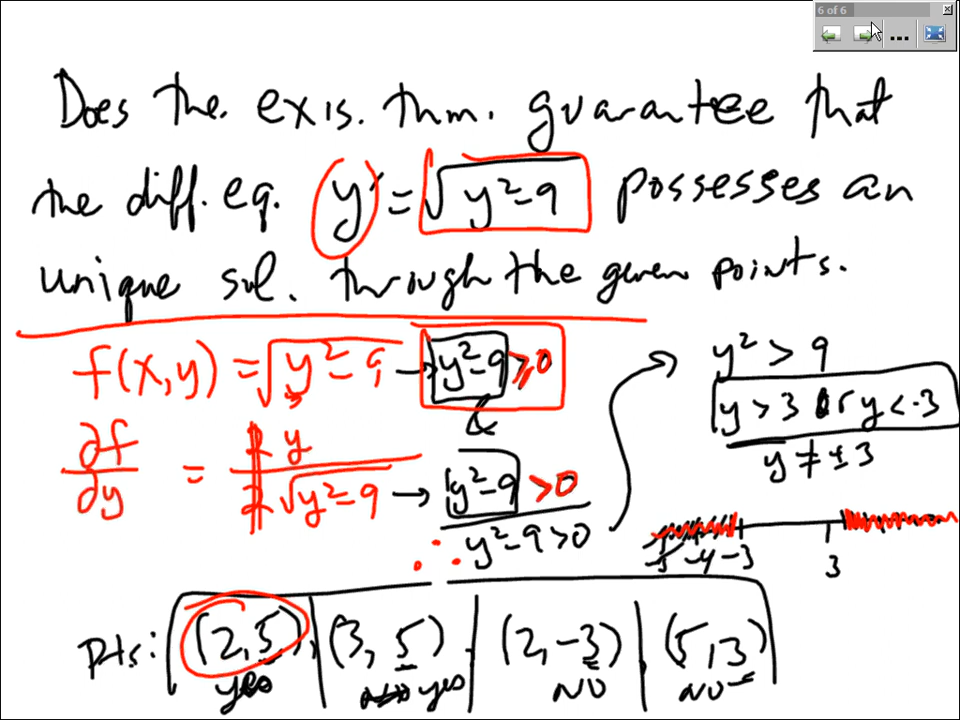 6 of 6
Does the. exis. thm. guarantee that
the diff. eq. y' = √y²-9 possesses an
unique sol. through the given points.
f(x,y) = √y²-9 → y²-9 ≥0
&
∂f/∂y = 2y/2√y²-9 → y²-9 >0
∴ y²-9>0
y² > 9
y > 3 or y < -3
y ≠ ±3
-5 -4 -3 3
Pts: (2,5), (3,5) (2,-3) (5,3)
yes yes NO NO